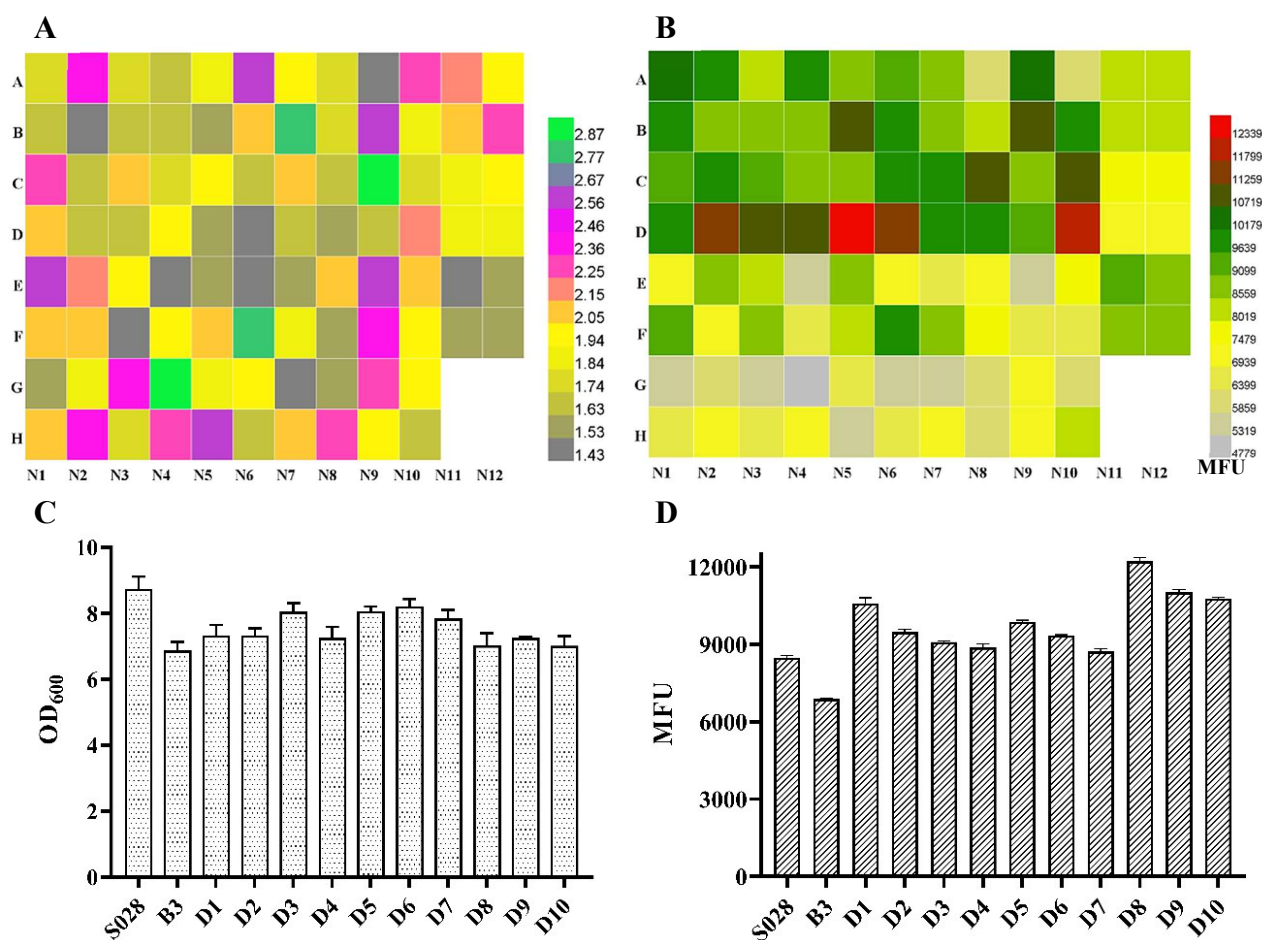 A
A
B
C
D
E
F
G
H
N1 N2 N3 N4 N5 N6 N7 N8 N9 N10 N11 N12
2.87
2.77
2.67
2.56
2.46
2.36
2.25
2.15
2.05
1.94
1.84
1.74
1.63
1.53
1.43
B
A
B
C
D
E
F
G
H
N1 N2 N3 N4 N5 N6 N7 N8 N9 N10 N11 N12
12339
11799
11259
10719
10179
9639
9099
8559
8019
7479
6939
6399
5859
5319
4779
MFU
C
OD600
10
8
6
4
2
0
S028 B3 D1 D2 D3 D4 D5 D6 D7 D8 D9 D10
D
MFU
12000
9000
6000
3000
0
S028 B3 D1 D2 D3 D4 D5 D6 D7 D8 D9 D10